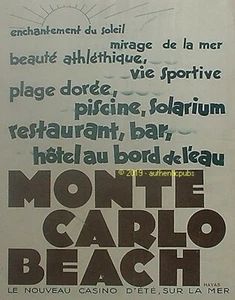 enchantement du soleil
mirage de la mer
beauté athléthique,
vie sportive
plage dorée,
piscine, solarium
restaurant, bar,
hôtel au bord de l'eau
MONTE
© 2019 - authenticpubs
CARLO
BEACH
HAVAS
LE NOUVEAU CASINO D'ÉTÉ, SUR LA MER